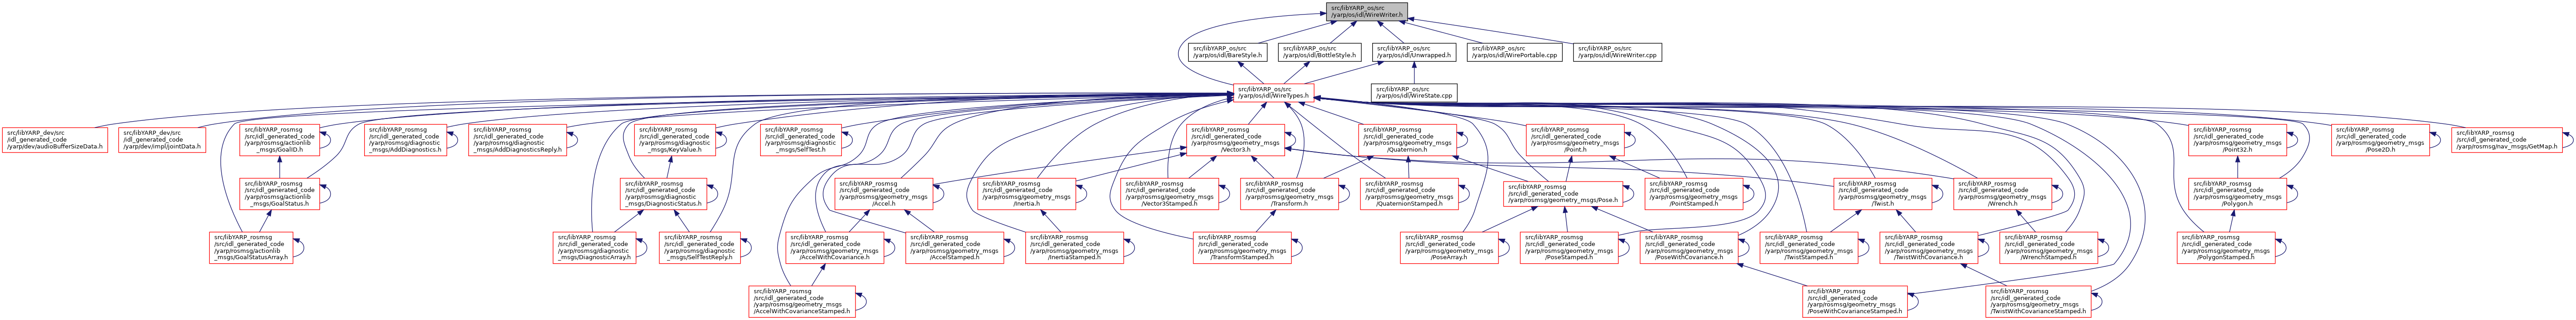 src/libYARP_os/src
/yarp/os/idl/WireWriter.h
src/libYARP_os/src
/yarp/os/idl/BareStyle.h
src/libYARP_os/src
/yarp/os/idl/BottleStyle.h
src/libYARP_os/src
/yarp/os/idl/Unwrapped.h
src/libYARP_os/src
/yarp/os/idl/WirePortable.cpp
src/libYARP_os/src
/yarp/os/idl/WireWriter.cpp
src/libYARP_os/src
/yarp/os/idl/WireTypes.h
src/libYARP_os/src
/yarp/os/idl/WireState.cpp
src/libYARP_dev/src
/idl_generated_code
/yarp/dev/audioBufferSizeData.h
src/libYARP_dev/src
/idl_generated_code
/yarp/dev/impl/jointData.h
src/libYARP_rosmsg
/src/idl_generated_code
/yarp/rosmsg/actionlib
_msgs/GoalID.h
src/libYARP_rosmsg
/src/idl_generated_code
/yarp/rosmsg/diagnostic
_msgs/AddDiagnostics.h
src/libYARP_rosmsg
/src/idl_generated_code
/yarp/rosmsg/diagnostic
_msgs/AddDiagnosticsReply.h
src/libYARP_rosmsg
/src/idl_generated_code
/yarp/rosmsg/diagnostic
_msgs/KeyValue.h
src/libYARP_rosmsg
/src/idl_generated_code
/yarp/rosmsg/diagnostic
_msgs/SelfTest.h
src/libYARP_rosmsg
/src/idl_generated_code
/yarp/rosmsg/geometry_msgs
/Vector3.h
src/libYARP_rosmsg
/src/idl_generated_code
/yarp/rosmsg/geometry_msgs
/Quaternion.h
src/libYARP_rosmsg
/src/idl_generated_code
/yarp/rosmsg/geometry_msgs
/Point.h
src/libYARP_rosmsg
/src/idl_generated_code
/yarp/rosmsg/geometry_msgs
/Point32.h
src/libYARP_rosmsg
/src/idl_generated_code
/yarp/rosmsg/geometry_msgs
/Pose2D.h
src/libYARP_rosmsg
/src/idl_generated_code
/yarp/rosmsg/nav_msgs/GetMap.h
src/libYARP_rosmsg
/src/idl_generated_code
/yarp/rosmsg/actionlib
_msgs/GoalStatus.h
src/libYARP_rosmsg
/src/idl_generated_code
/yarp/rosmsg/diagnostic
_msgs/DiagnosticStatus.h
src/libYARP_rosmsg
/src/idl_generated_code
/yarp/rosmsg/geometry_msgs
/Accel.h
src/libYARP_rosmsg
/src/idl_generated_code
/yarp/rosmsg/geometry_msgs
/Inertia.h
src/libYARP_rosmsg
/src/idl_generated_code
/yarp/rosmsg/geometry_msgs
/Vector3Stamped.h
src/libYARP_rosmsg
/src/idl_generated_code
/yarp/rosmsg/geometry_msgs
/Transform.h
src/libYARP_rosmsg
/src/idl_generated_code
/yarp/rosmsg/geometry_msgs
/QuaternionStamped.h
src/libYARP_rosmsg
/src/idl_generated_code
/yarp/rosmsg/geometry_msgs/Pose.h
src/libYARP_rosmsg
/src/idl_generated_code
/yarp/rosmsg/geometry_msgs
/PointStamped.h
src/libYARP_rosmsg
/src/idl_generated_code
/yarp/rosmsg/geometry_msgs
/Twist.h
src/libYARP_rosmsg
/src/idl_generated_code
/yarp/rosmsg/geometry_msgs
/Wrench.h
src/libYARP_rosmsg
/src/idl_generated_code
/yarp/rosmsg/geometry_msgs
/Polygon.h
src/libYARP_rosmsg
/src/idl_generated_code
/yarp/rosmsg/actionlib
_msgs/GoalStatusArray.h
src/libYARP_rosmsg
/src/idl_generated_code
/yarp/rosmsg/diagnostic
_msgs/DiagnosticArray.h
src/libYARP_rosmsg
/src/idl_generated_code
/yarp/rosmsg/diagnostic
_msgs/SelfTestReply.h
src/libYARP_rosmsg
/src/idl_generated_code
/yarp/rosmsg/geometry_msgs
/AccelWithCovariance.h
src/libYARP_rosmsg
/src/idl_generated_code
/yarp/rosmsg/geometry_msgs
/AccelStamped.h
src/libYARP_rosmsg
/src/idl_generated_code
/yarp/rosmsg/geometry_msgs
/InertiaStamped.h
src/libYARP_rosmsg
/src/idl_generated_code
/yarp/rosmsg/geometry_msgs
/TransformStamped.h
src/libYARP_rosmsg
/src/idl_generated_code
/yarp/rosmsg/geometry_msgs
/PoseArray.h
src/libYARP_rosmsg
/src/idl_generated_code
/yarp/rosmsg/geometry_msgs
/PoseStamped.h
src/libYARP_rosmsg
/src/idl_generated_code
/yarp/rosmsg/geometry_msgs
/PoseWithCovariance.h
src/libYARP_rosmsg
/src/idl_generated_code
/yarp/rosmsg/geometry_msgs
/TwistStamped.h
src/libYARP_rosmsg
/src/idl_generated_code
/yarp/rosmsg/geometry_msgs
/TwistWithCovariance.h
src/libYARP_rosmsg
/src/idl_generated_code
/yarp/rosmsg/geometry_msgs
/WrenchStamped.h
src/libYARP_rosmsg
/src/idl_generated_code
/yarp/rosmsg/geometry_msgs
/PolygonStamped.h
src/libYARP_rosmsg
/src/idl_generated_code
/yarp/rosmsg/geometry_msgs
/AccelWithCovarianceStamped.h
src/libYARP_rosmsg
/src/idl_generated_code
/yarp/rosmsg/geometry_msgs
/PoseWithCovarianceStamped.h
src/libYARP_rosmsg
/src/idl_generated_code
/yarp/rosmsg/geometry_msgs
/TwistWithCovarianceStamped.h